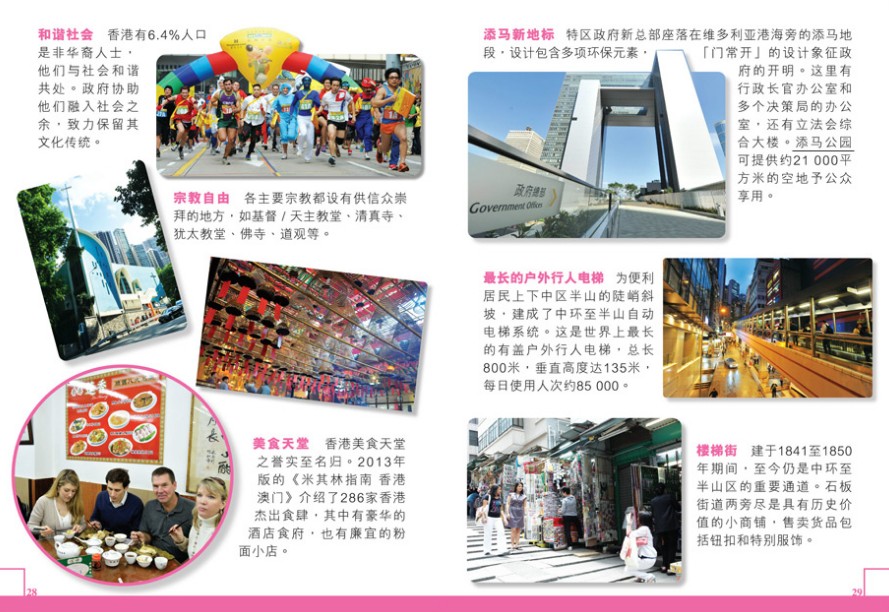 和谐社会 香港有6.4%人口
是非华裔人士，
他们与社会和谐
共处。政府协助
他们融入社会之
余，致力保留其
文化传统。
宗教自由 各主要宗教都设有供信众崇
拜的地方，如基督 / 天主教堂、清真寺、
犹太教堂、佛寺、道观等。
美食天堂 香港美食天堂
之誉实至名归。2013年
版的《米其林指南 香港
澳门》介绍了286家香港
杰出食肆，其中有豪华的
酒店食府，也有廉宜的粉
面小店。
28
添马新地标 特区政府新总部座落在维多利亚港海旁的添马地
段，设计包含多项环保元素，「门常开」的设计象征政
府的开明。这里有
行政长官办公室和
多个决策局的办公
室，还有立法会综
合大楼。添马公园
可提供约21 000平
方米的空地予公众
享用。
政府總部
Government Offices
最长的户外行人电梯 为便利
居民上下中区半山的陡峭斜
坡，建成了中环至半山自动
电梯系统。这是世界上最长
的有盖户外行人电梯，总长
800米，垂直高度达135米，
每日使用人次约85 000。
楼梯街 建于1841至1850
年期间，至今仍是中环至
半山区的重要通道。石板
街道两旁尽是具有历史价
值的小商铺，售卖货品包
括钮扣和特别服饰。
29